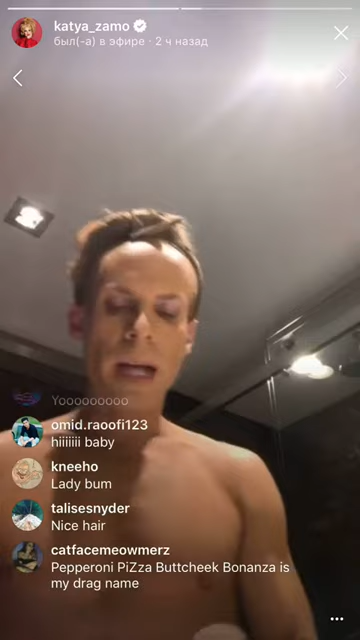 katya_zamo
был(-а) в эфире · 2 ч назад
Yooooooooo
omid.raoofi123
hiiiiiii baby
kneeho
Lady bum
talisesnyder
Nice hair
catfacemeowmerz
Pepperoni PiZza Buttcheek Bonanza is
my drag name